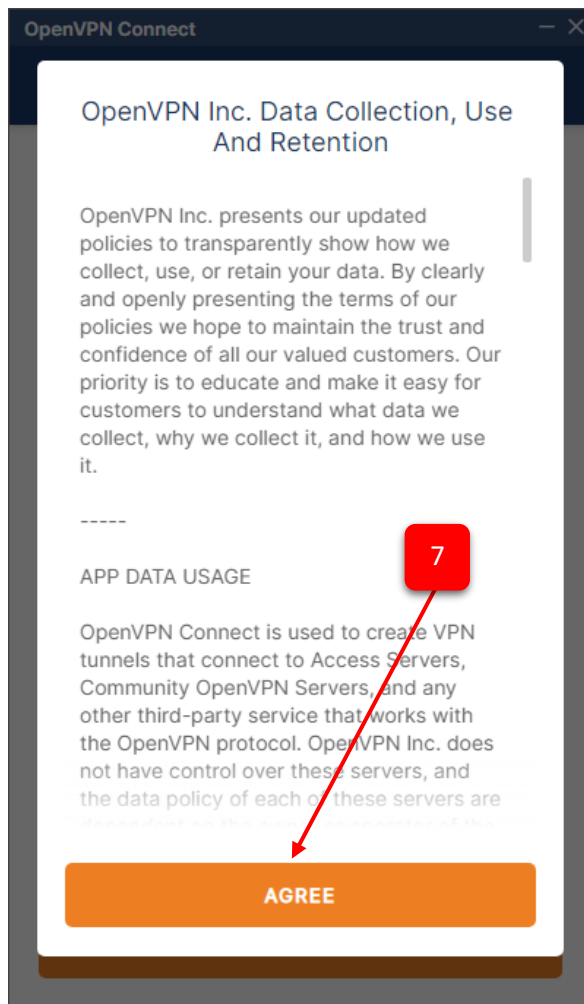 OpenVPN Connect
OpenVPN Inc. Data Collection, Use
And Retention
OpenVPN Inc. presents our updated
policies to transparently show how we
collect, use, or retain your data. By clearly
and openly presenting the terms of our
policies we hope to maintain the trust and
confidence of all our valued customers. Our
priority is to educate and make it easy for
customers to understand what data we
collect, why we collect it, and how we use
it.
-----
7
APP DATA USAGE
OpenVPN Connect is used to create VPN
tunnels that connect to Access Servers,
Community OpenVPN Servers, and any
other third-party service that works with
the OpenVPN protocol. OpenVPN Inc. does
not have control over these servers, and
the data policy of each of these servers are
AGREE